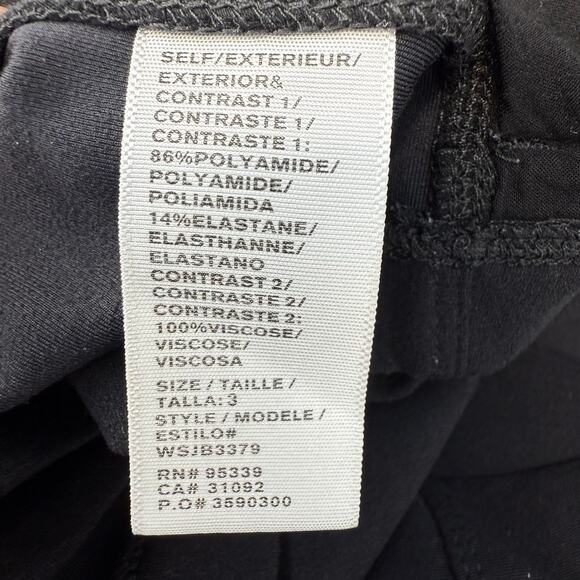 SELF/EXTERIEUR/
EXTERIOR&
CONTRAST 1/
CONTRASTE 1/
CONTRASTE 1:
86%POLYAMIDE/
POLYAMIDE/
POLIAMIDA
14%ELASTANE/
ELASTHANNE/
ELASTANO
CONTRAST 2/
CONTRASTE 2/
CONTRASTE 2:
100%VISCOSE/
VISCOSE/
VISCOSA
SIZE / TAILLE /
TALLA: 3
STYLE / MODELE /
ESTILO#
WSJB3379
RN# 95339
CA# 31092
P.O# 3590300